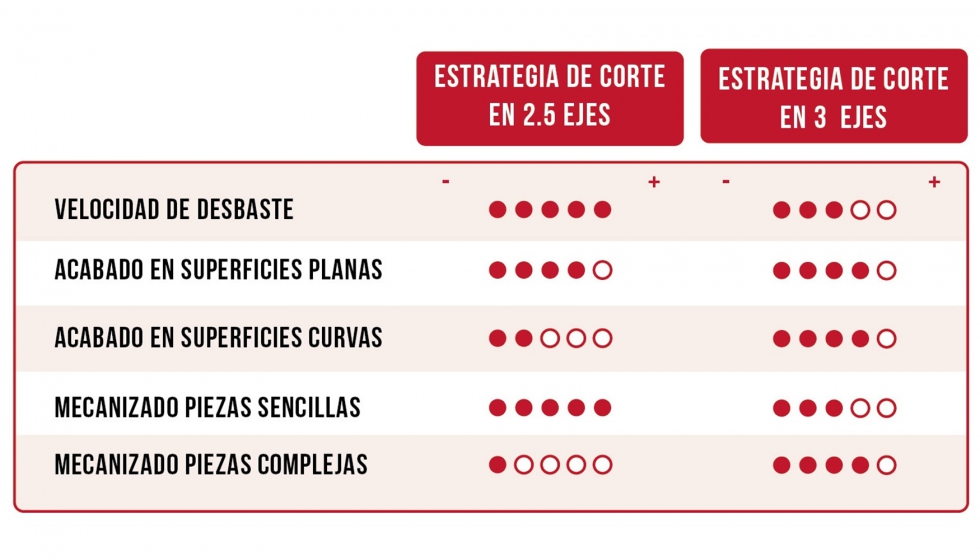 ESTRATEGIA DE CORTE
EN 2.5 EJES
ESTRATEGIA DE CORTE
EN 3 EJES
- + - +
VELOCIDAD DE DESBASTE
ACABADO EN SUPERFICIES PLANAS
ACABADO EN SUPERFICIES CURVAS
MECANIZADO PIEZAS SENCILLAS
MECANIZADO PIEZAS COMPLEJAS